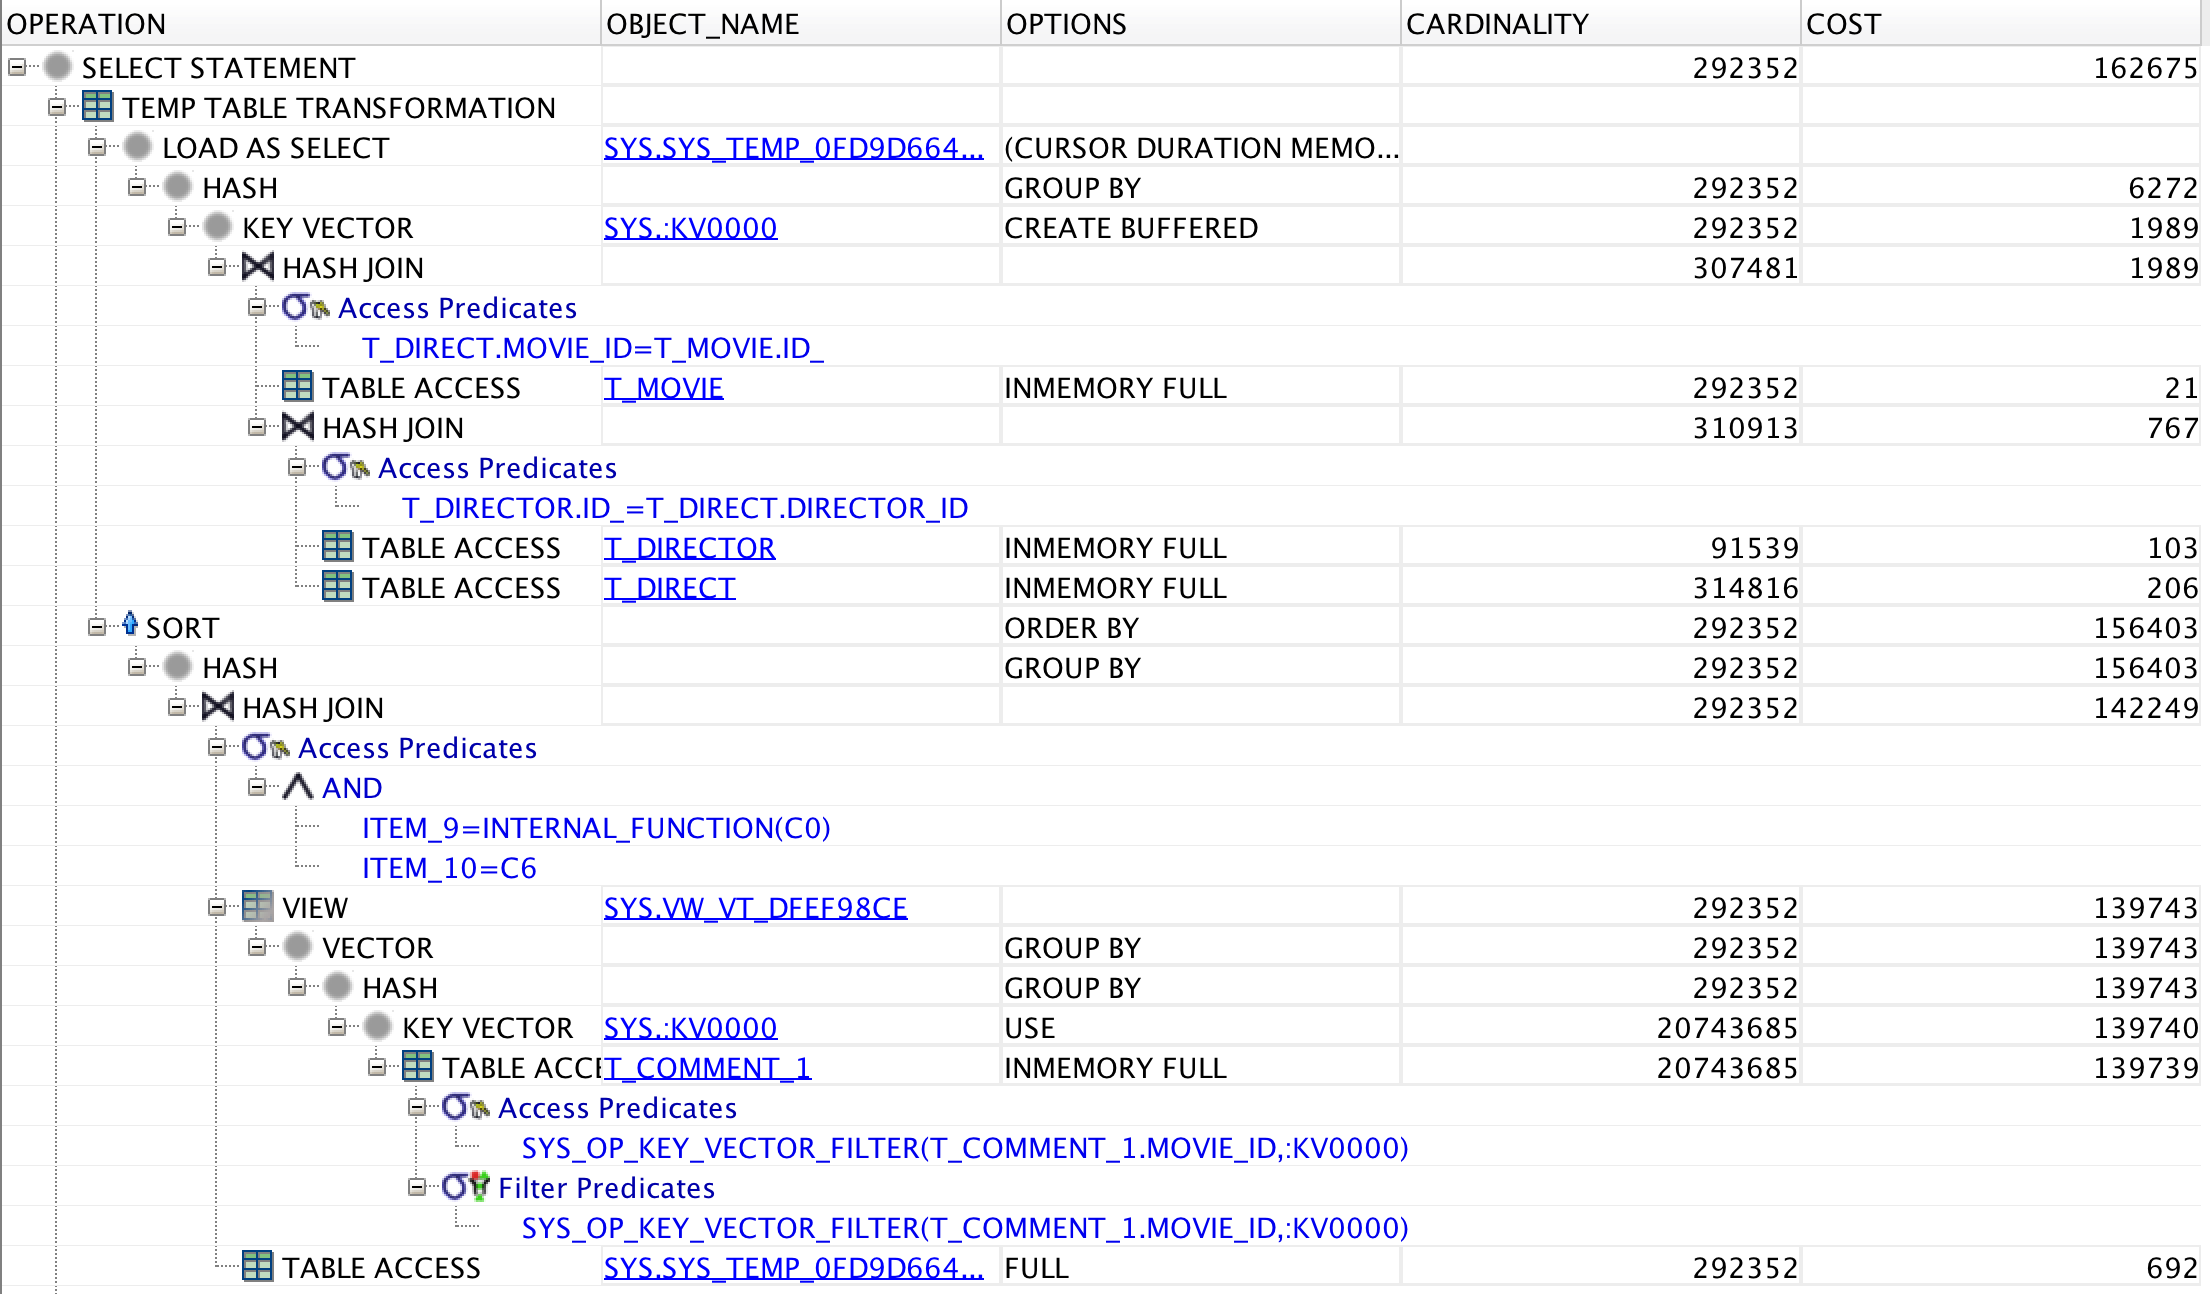 OPERATION OBJECT_NAME OPTIONS CARDINALITY COST
SELECT STATEMENT 292352 162675
TEMP TABLE TRANSFORMATION
LOAD AS SELECT SYS.SYS_TEMP_0FD9D664... (CURSOR DURATION MEMO...
HASH GROUP BY 292352 6272
KEY VECTOR SYS.:KV0000 CREATE BUFFERED 292352 1989
HASH JOIN 307481 1989
Access Predicates
T_DIRECT.MOVIE_ID=T_MOVIE.ID_
TABLE ACCESS T_MOVIE INMEMORY FULL 292352 21
HASH JOIN 310913 767
Access Predicates
T_DIRECTOR.ID_=T_DIRECT.DIRECTOR_ID
TABLE ACCESS T_DIRECTOR INMEMORY FULL 91539 103
TABLE ACCESS T_DIRECT INMEMORY FULL 314816 206
SORT ORDER BY 292352 156403
HASH GROUP BY 292352 156403
HASH JOIN 292352 142249
Access Predicates
AND
ITEM_9=INTERNAL_FUNCTION(C0)
ITEM_10=C6
VIEW SYS.VW_VT_DFEF98CE 292352 139743
VECTOR GROUP BY 292352 139743
HASH GROUP BY 292352 139743
KEY VECTOR SYS.:KV0000 USE 20743685 139740
TABLE ACCE T_COMMENT_1 INMEMORY FULL 20743685 139739
Access Predicates
SYS_OP_KEY_VECTOR_FILTER(T_COMMENT_1.MOVIE_ID,:KV0000)
Filter Predicates
SYS_OP_KEY_VECTOR_FILTER(T_COMMENT_1.MOVIE_ID,:KV0000)
TABLE ACCESS SYS.SYS_TEMP_0FD9D664... FULL 292352 692